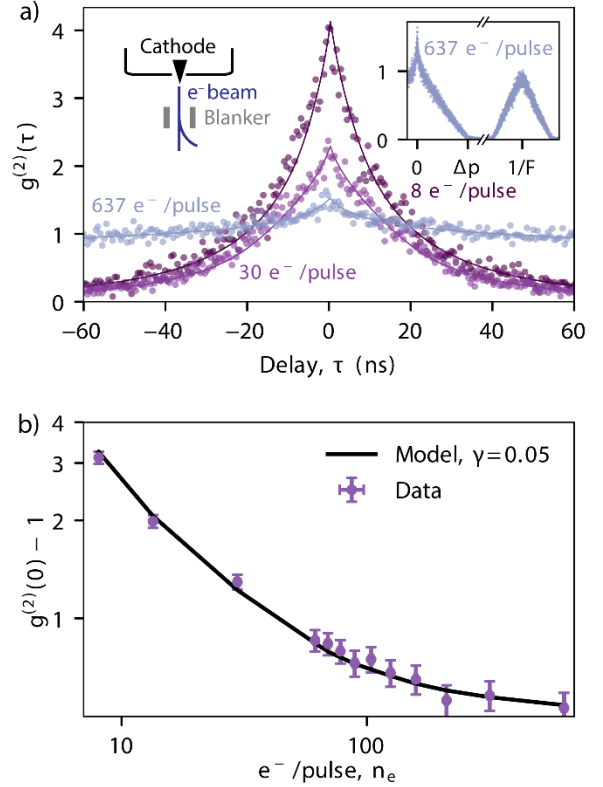 a)
4
3
2
1
0
g⁽²⁾(τ)
Cathode
e⁻ beam
Blanker
637 e⁻ /pulse
1
0
0 Δp 1/F
8 e⁻ /pulse
637 e⁻ /pulse
30 e⁻ /pulse
−60 −40 −20 0 20 40 60
Delay, τ (ns)
b)
4
3
2
1
g⁽²⁾(0) − 1
Model, γ=0.05
Data
10 100
e⁻ /pulse, nₑ